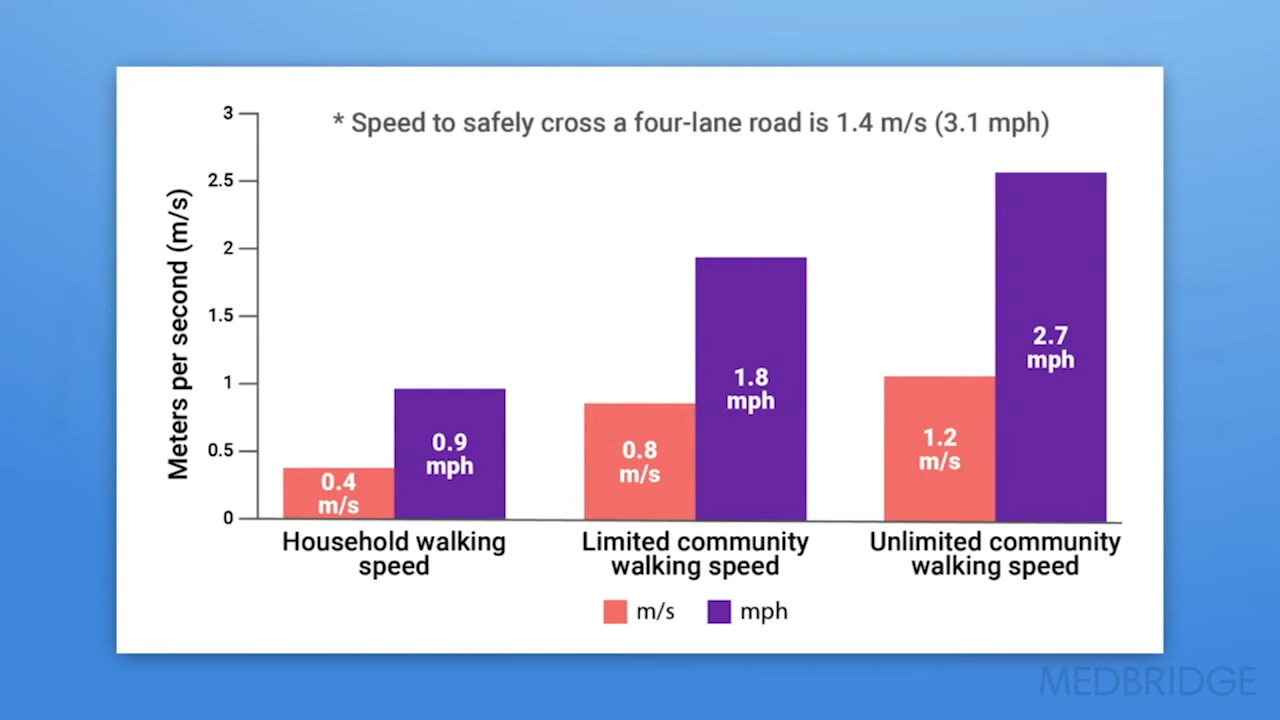 * Speed to safely cross a four-lane road is 1.4 m/s (3.1 mph)
Meters per second (m/s)
3
2.5
2
1.5
1
0.5
0
0.4
m/s
0.9
mph
0.8
m/s
1.8
mph
1.2
m/s
2.7
mph
Household walking
speed
Limited community
walking speed
Unlimited community
walking speed
m/s
mph
MEDBRIDGE